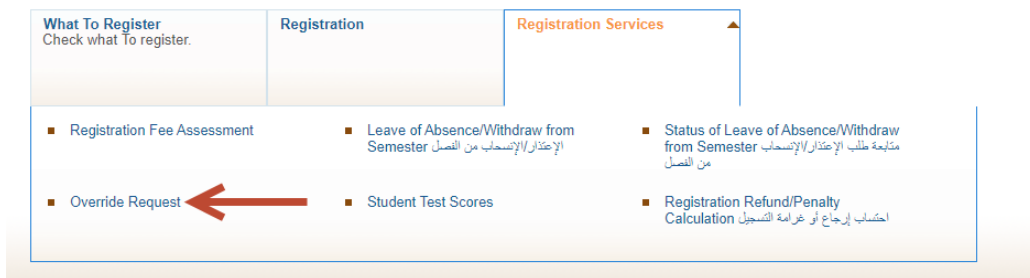 What To Register
Check what To register.
Registration
Registration Services
Registration Fee Assessment
Leave of Absence/Withdraw from
Semester الإعتذار/الإنسحاب من الفصل
Status of Leave of Absence/Withdraw
from Semester متابعة طلب الإعتذار/الإنسحاب
من الفصل
Override Request
Student Test Scores
Registration Refund/Penalty
Calculation احتساب إرجاع أو غرامة التسجيل